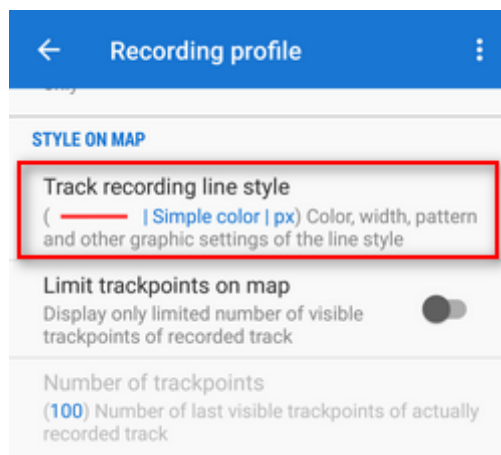 Recording profile
STYLE ON MAP
Track recording line style
( | Simple color | px) Color, width, pattern
and other graphic settings of the line style
Limit trackpoints on map
Display only limited number of visible
trackpoints of recorded track
Number of trackpoints
(100) Number of last visible trackpoints of actually
recorded track